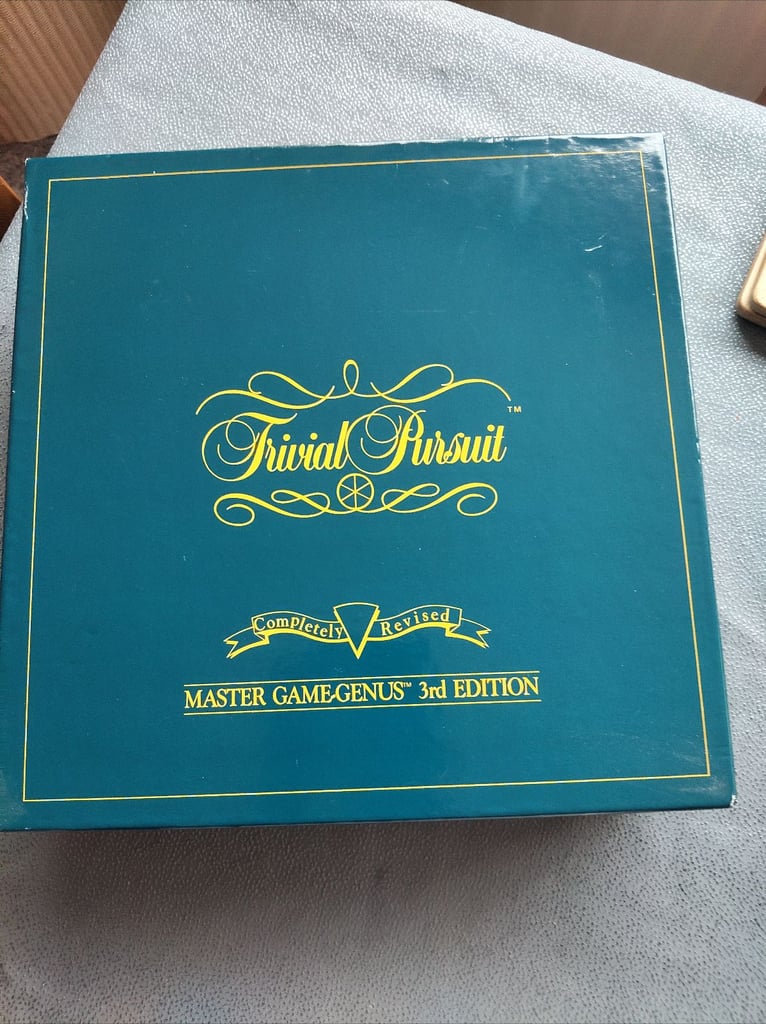 Trivial Pursuit™
Completely Revised
MASTER GAME-GENUS™ 3rd EDITION